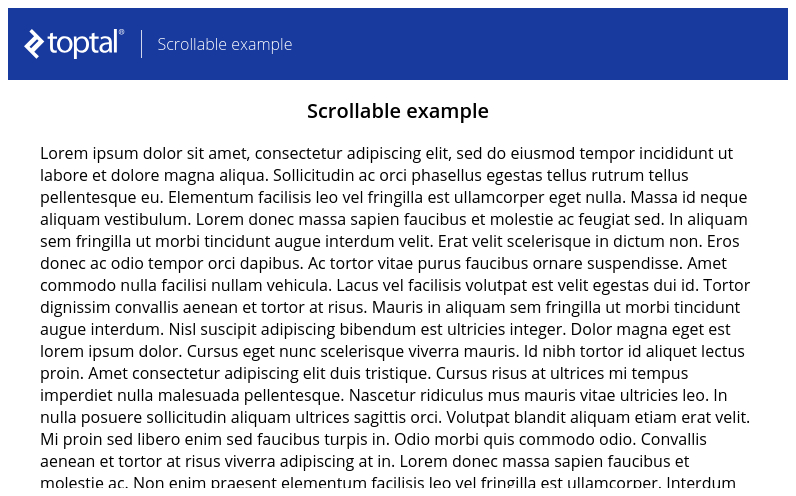 toptal® Scrollable example
Scrollable example
Lorem ipsum dolor sit amet, consectetur adipiscing elit, sed do eiusmod tempor incididunt ut
labore et dolore magna aliqua. Sollicitudin ac orci phasellus egestas tellus rutrum tellus
pellentesque eu. Elementum facilisis leo vel fringilla est ullamcorper eget nulla. Massa id neque
aliquam vestibulum. Lorem donec massa sapien faucibus et molestie ac feugiat sed. In aliquam
sem fringilla ut morbi tincidunt augue interdum velit. Erat velit scelerisque in dictum non. Eros
donec ac odio tempor orci dapibus. Ac tortor vitae purus faucibus ornare suspendisse. Amet
commodo nulla facilisi nullam vehicula. Lacus vel facilisis volutpat est velit egestas dui id. Tortor
dignissim convallis aenean et tortor at risus. Mauris in aliquam sem fringilla ut morbi tincidunt
augue interdum. Nisl suscipit adipiscing bibendum est ultricies integer. Dolor magna eget est
lorem ipsum dolor. Cursus eget nunc scelerisque viverra mauris. Id nibh tortor id aliquet lectus
proin. Amet consectetur adipiscing elit duis tristique. Cursus risus at ultrices mi tempus
imperdiet nulla malesuada pellentesque. Nascetur ridiculus mus mauris vitae ultricies leo. In
nulla posuere sollicitudin aliquam ultrices sagittis orci. Volutpat blandit aliquam etiam erat velit.
Mi proin sed libero enim sed faucibus turpis in. Odio morbi quis commodo odio. Convallis
aenean et tortor at risus viverra adipiscing at in. Lorem donec massa sapien faucibus et
molestie ac. Non enim praesent elementum facilisis leo vel fringilla est ullamcorper. Interdum